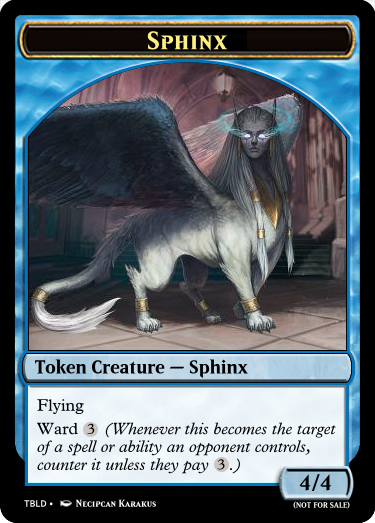 SPHINX
Token Creature — Sphinx
Flying
Ward 3 (Whenever this becomes the target
of a spell or ability an opponent controls,
counter it unless they pay 3.)
4/4
TBLD • NECIPCAN KARAKUS
(NOT FOR SALE)